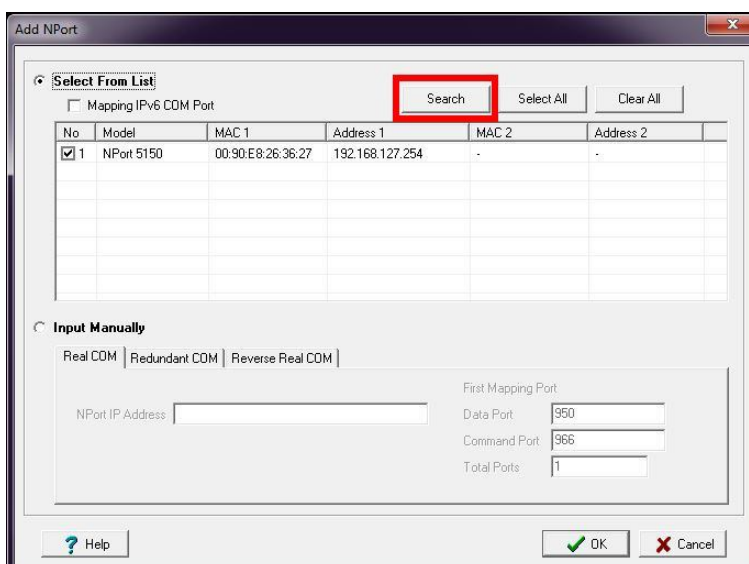 Add NPort
Select From List
Mapping IPv6 COM Port
Search Select All Clear All
No Model MAC 1 Address 1 MAC 2 Address 2
1 NPort 5150 00:90:E8:26:36:27 192.168.127.254 - -
Input Manually
Real COM Redundant COM Reverse Real COM
First Mapping Port
NPort IP Address Data Port 950
Command Port 966
Total Ports 1
? Help OK Cancel